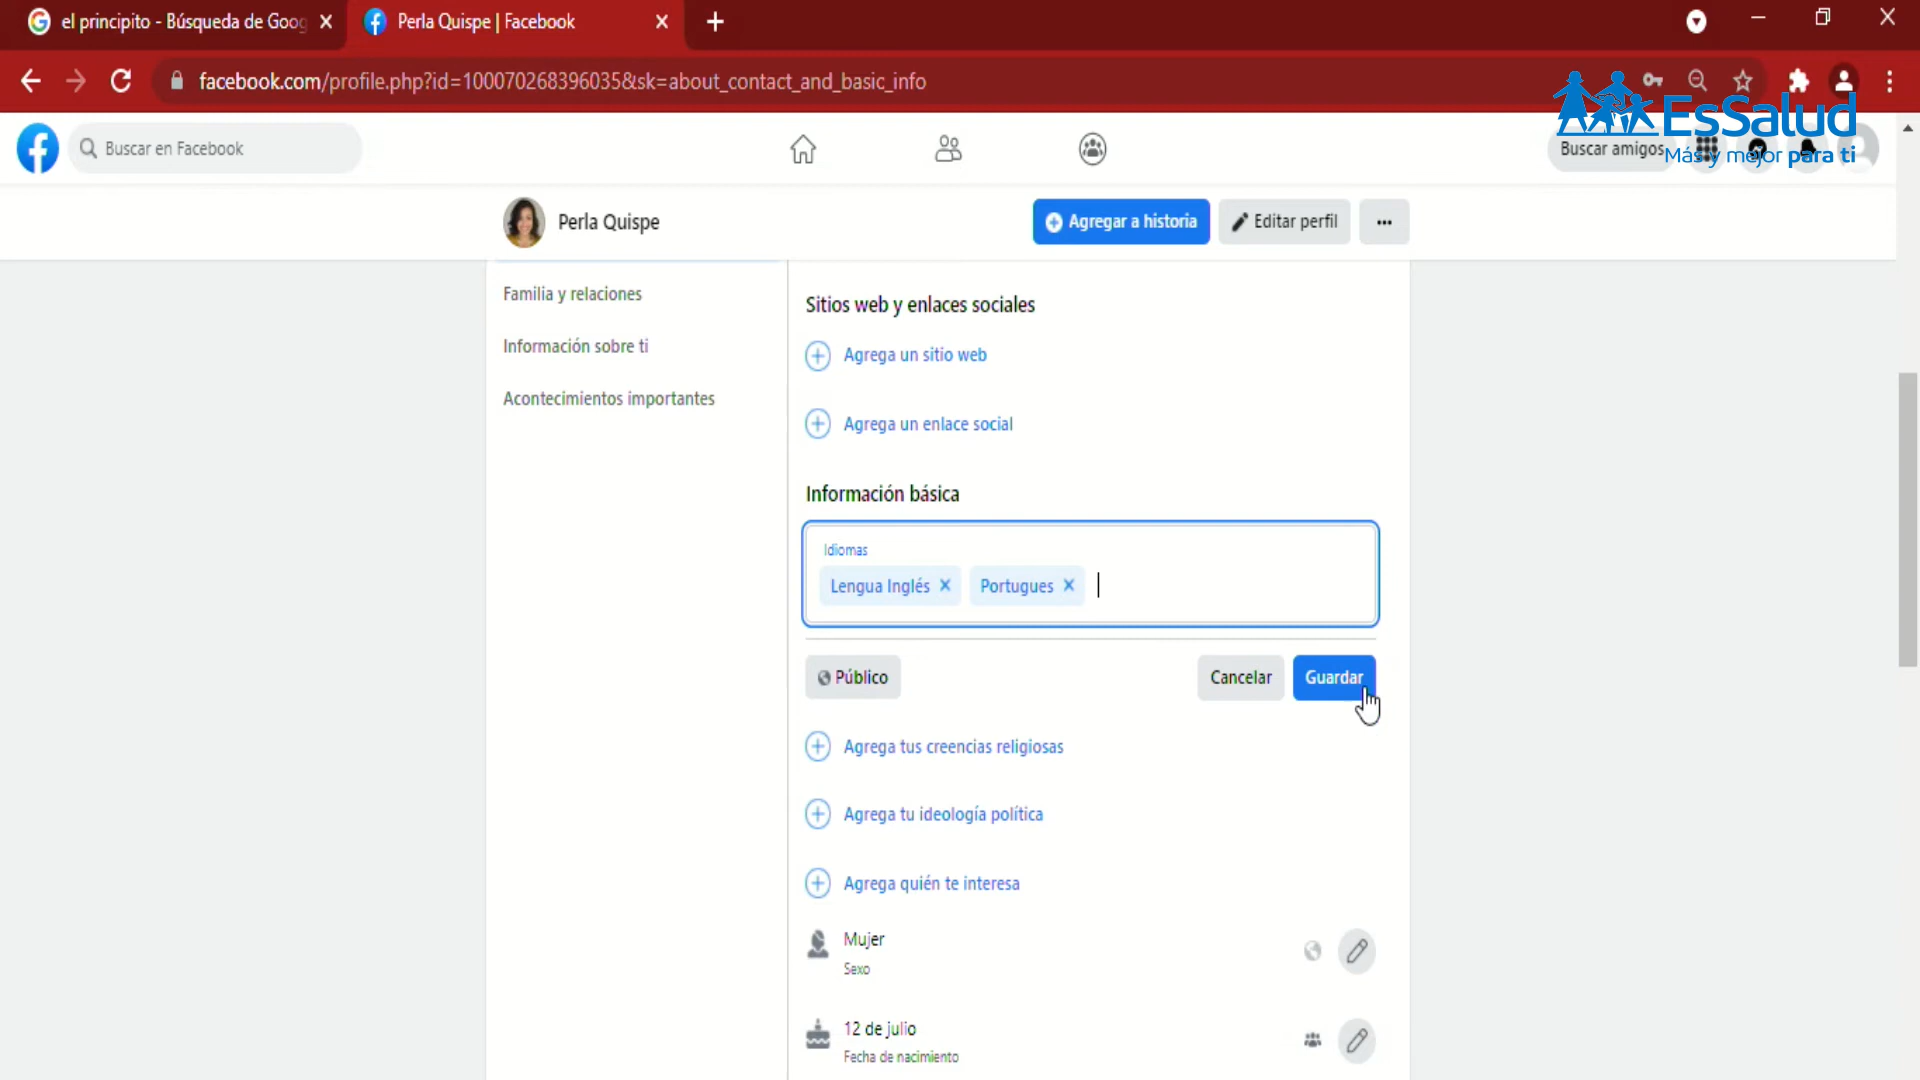 el principito - Búsqueda de Goog
Perla Quispe | Facebook
facebook.com/profile.php?id=100070268396035&sk=about_contact_and_basic_info
EsSalud
Más y mejor para ti
Buscar en Facebook
Buscar amigos
Perla Quispe
Agregar a historia
Editar perfil
Familia y relaciones
Información sobre ti
Acontecimientos importantes
Sitios web y enlaces sociales
Agrega un sitio web
Agrega un enlace social
Información básica
Idiomas
Lengua Inglés
Portugues
Público
Cancelar
Guardar
Agrega tus creencias religiosas
Agrega tu ideología política
Agrega quién te interesa
Mujer
Sexo
12 de julio
Fecha de nacimiento